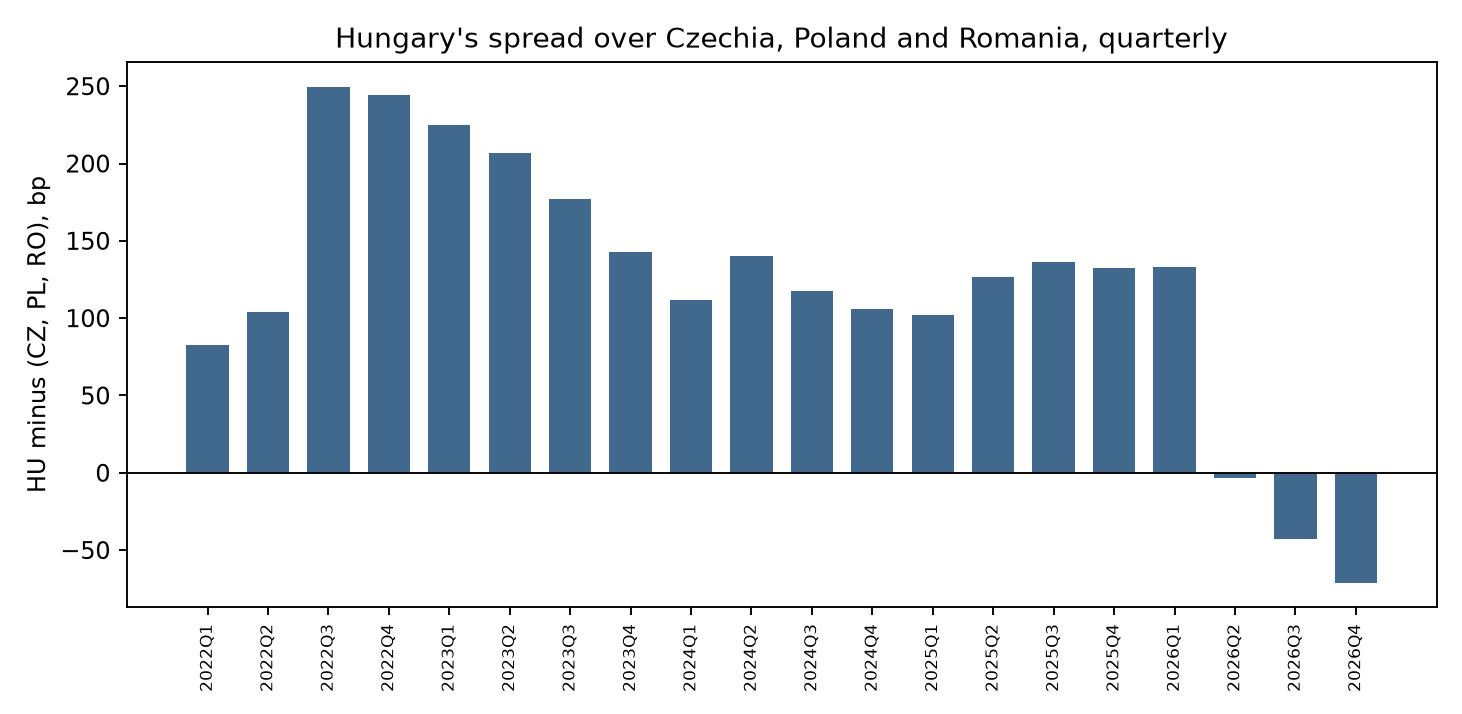 Hungary's spread over Czechia, Poland and Romania, quarterly
HU minus (CZ, PL, RO), bp
250
200
150
100
50
0
−50
2022Q1
2022Q2
2022Q3
2022Q4
2023Q1
2023Q2
2023Q3
2023Q4
2024Q1
2024Q2
2024Q3
2024Q4
2025Q1
2025Q2
2025Q3
2025Q4
2026Q1
2026Q2
2026Q3
2026Q4